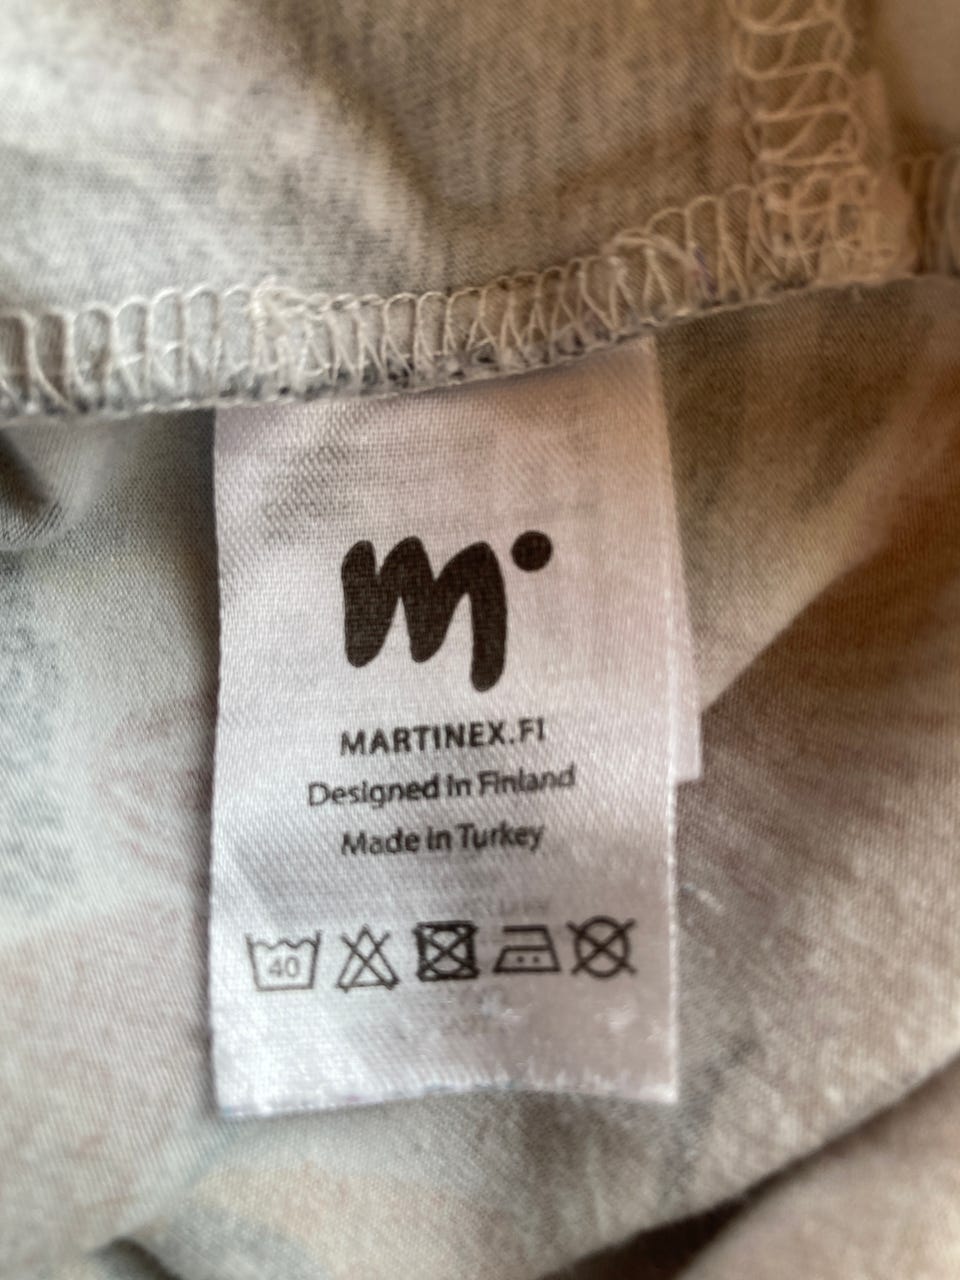 m
MARTINEX.FI
Designed in Finland
Made in Turkey
40